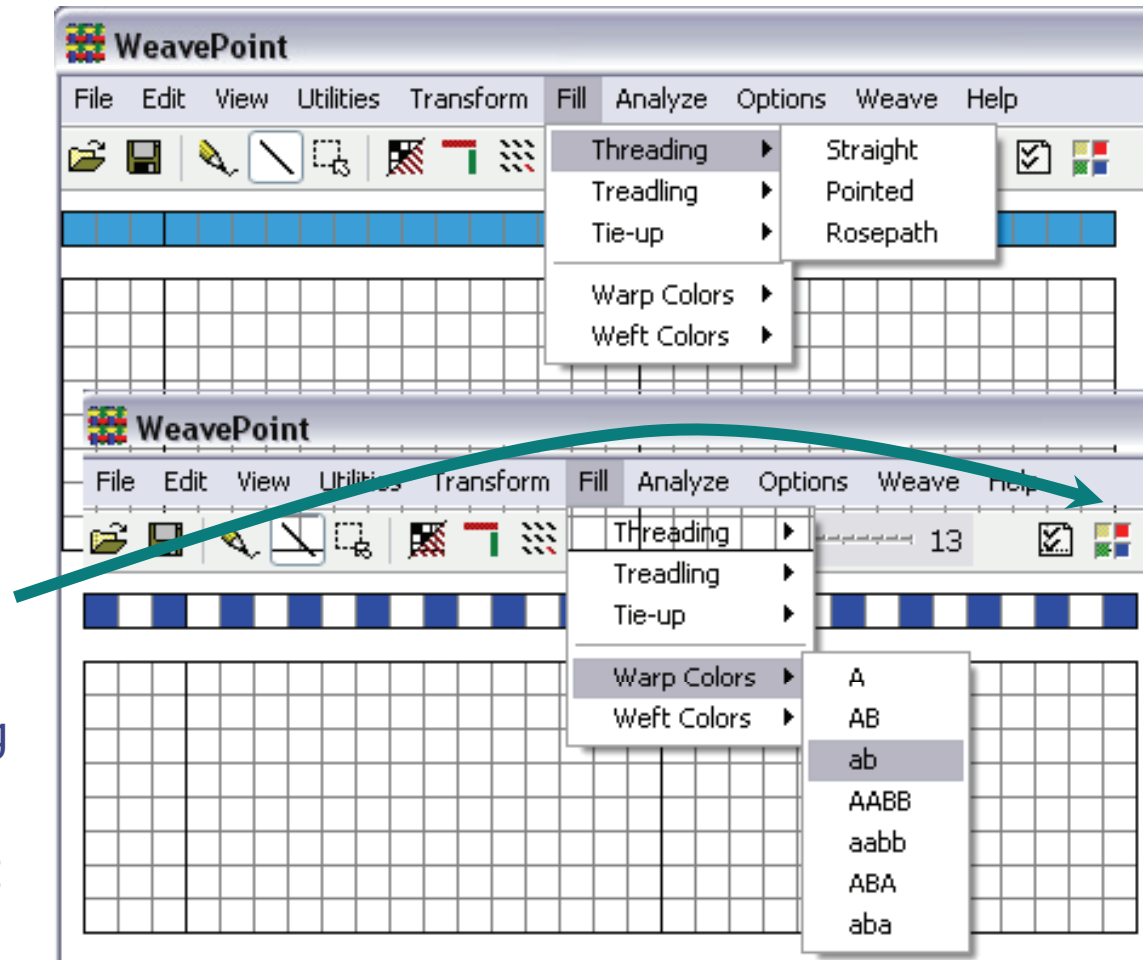 WeavePoint
File Edit View Utilities Transform Fill Analyze Options Weave Help
Threading
Treadling
Tie-up
Warp Colors
Weft Colors
Straight
Pointed
Rosepath
WeavePoint
File Edit View Utilities Transform Fill Analyze Options Weave Help
Threading
Treadling
Tie-up
Warp Colors
Weft Colors
13
A
AB
ab
AABB
aabb
ABA
aba